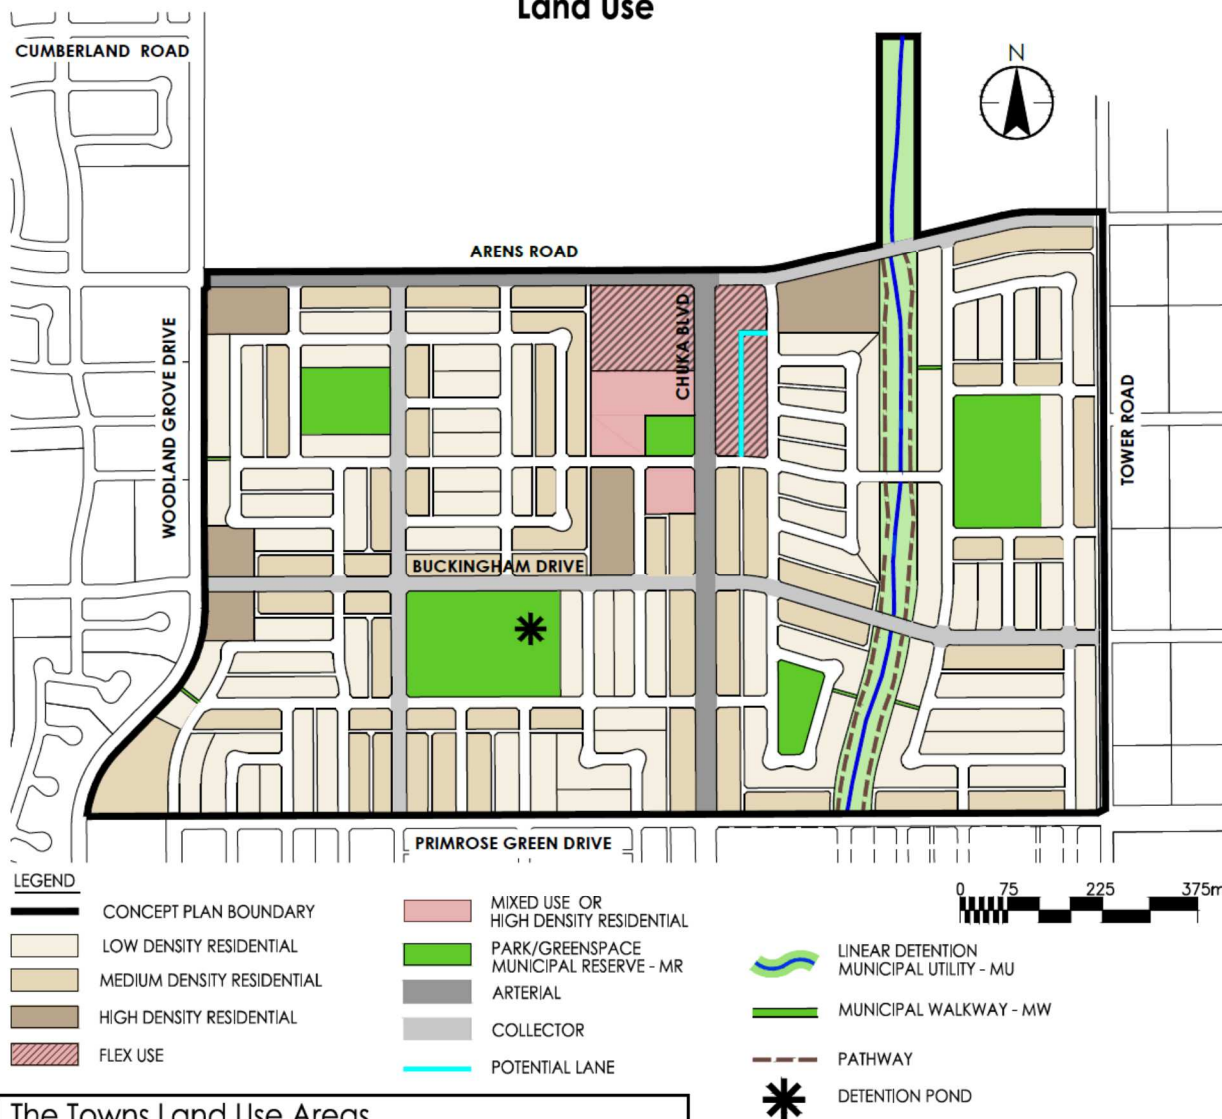 Land Use
CUMBERLAND ROAD
N
ARENS ROAD
WOODLAND GROVE DRIVE
CHUKA BLVD
TOWER ROAD
BUCKINGHAM DRIVE
PRIMROSE GREEN DRIVE
LEGEND
CONCEPT PLAN BOUNDARY
LOW DENSITY RESIDENTIAL
MEDIUM DENSITY RESIDENTIAL
HIGH DENSITY RESIDENTIAL
FLEX USE
MIXED USE OR
HIGH DENSITY RESIDENTIAL
PARK/GREENSPACE
MUNICIPAL RESERVE - MR
ARTERIAL
COLLECTOR
POTENTIAL LANE
0 75 225 375m
LINEAR DETENTION
MUNICIPAL UTILITY - MU
MUNICIPAL WALKWAY - MW
PATHWAY
DETENTION POND
The Towns Land Use Areas